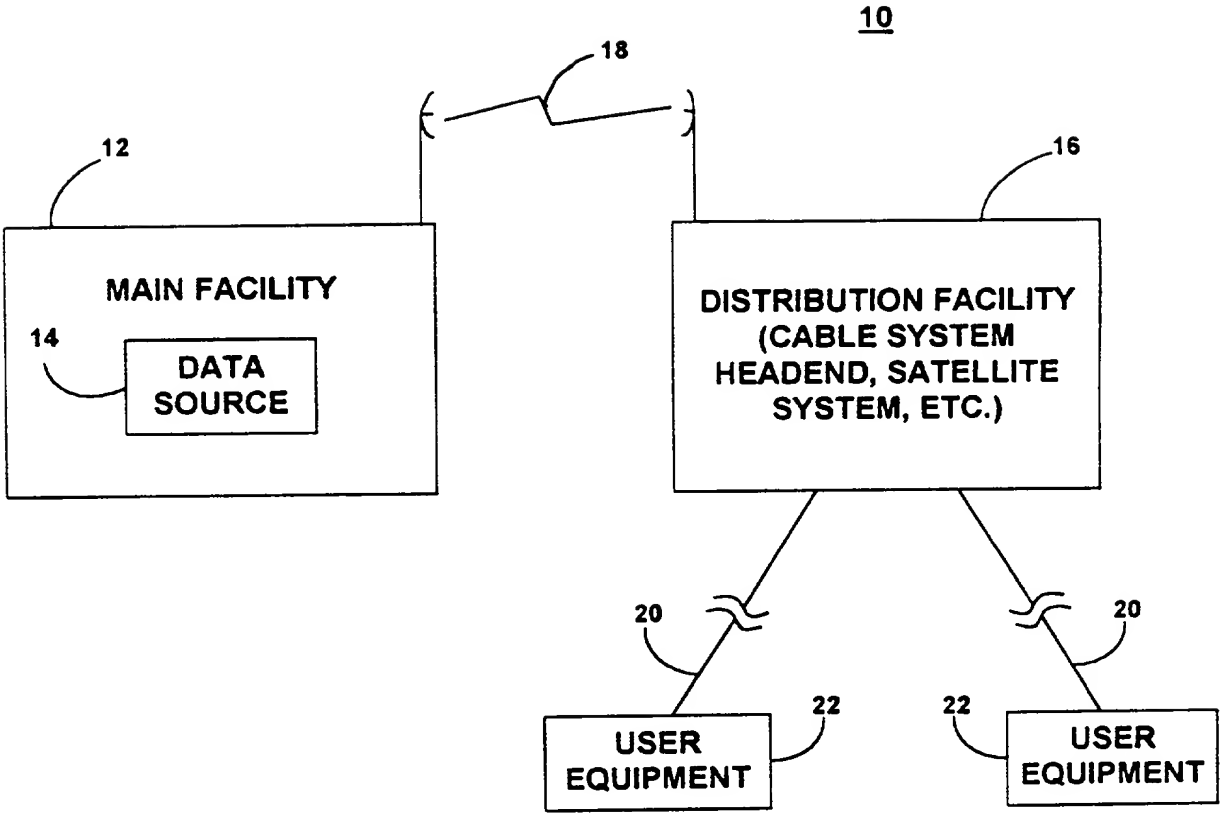 10
18
12
16
MAIN FACILITY
14
DATA
SOURCE
DISTRIBUTION FACILITY
(CABLE SYSTEM
HEADEND, SATELLITE
SYSTEM, ETC.)
20
20
22
22
USER
EQUIPMENT
USER
EQUIPMENT